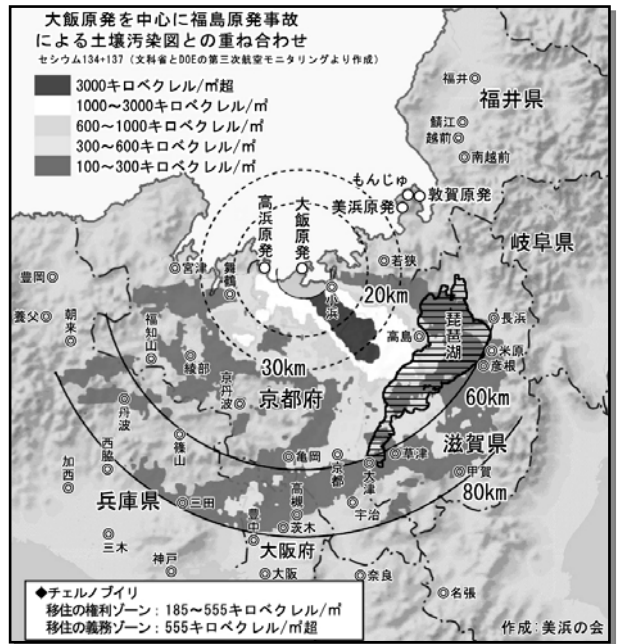 大飯原発を中心に福島原発事故
による土壌汚染図との重ね合わせ
セシウム134+137（文科省とDOEの第三次航空モニタリングより作成）
3000キロベクレル/㎡超
1000〜3000キロベクレル/㎡
600〜1000キロベクレル/㎡
300〜600キロベクレル/㎡
100〜300キロベクレル/㎡
福井
福井県
鯖江
越前
南越前
もんじゅ
敦賀原発
美浜原発
大飯原発
高浜原発
岐阜県
宮津
舞鶴
若狭
小浜
20km
豊岡
養父
朝来
福知山
綾部
30km
高島
琵琶湖
長浜
米原
彦根
京丹波
京都府
60km
丹波
滋賀県
篠山
西脇
加西
亀岡
京都
大津
草津
甲賀
80km
兵庫県
三田
高槻
宇治
豊中
茨木
三木
大阪府
神戸
大阪
奈良
名張
◆チェルノブイリ
移住の権利ゾーン：185〜555キロベクレル/㎡
移住の義務ゾーン：555キロベクレル/㎡超
作成:美浜の会